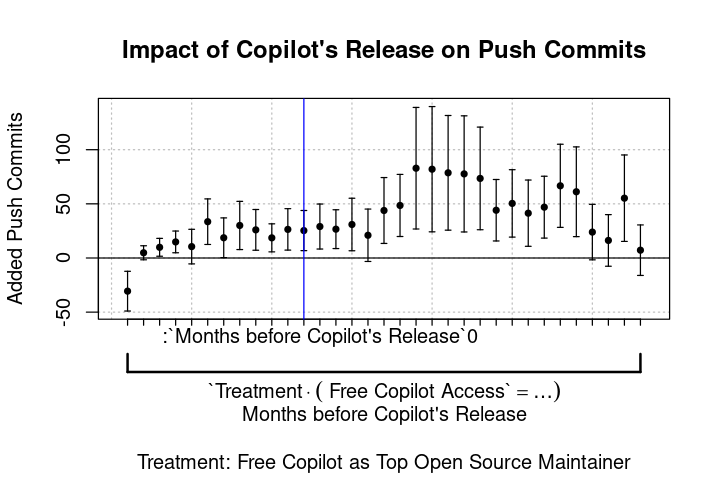 Impact of Copilot's Release on Push Commits
Added Push Commits
100
50
0
-50
:`Months before Copilot's Release`0
`Treatment · ( Free Copilot Access` = …)
Months before Copilot's Release
Treatment: Free Copilot as Top Open Source Maintainer